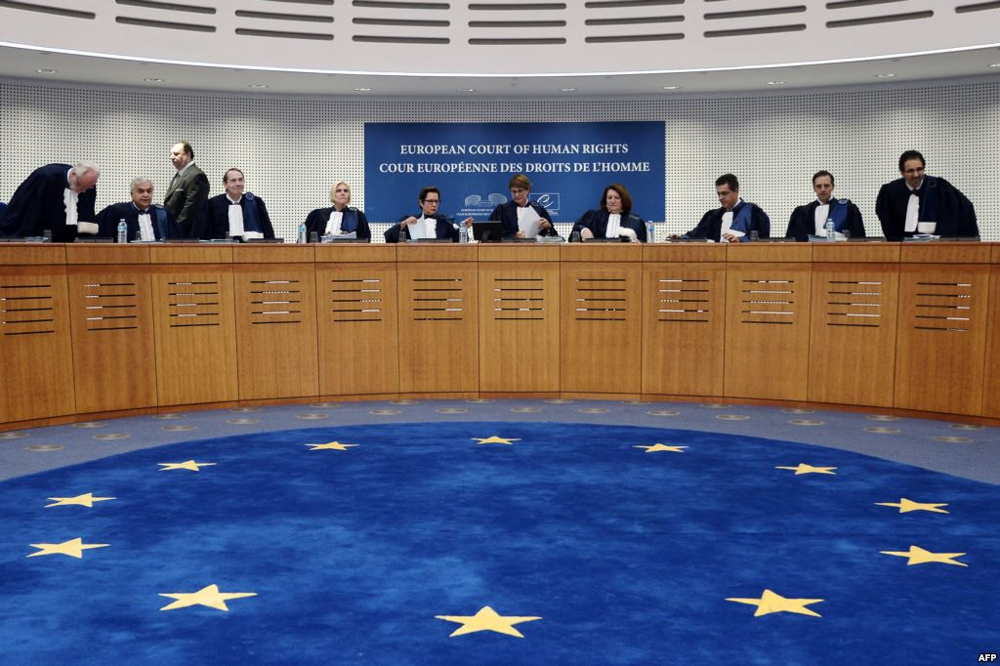 EUROPEAN COURT OF HUMAN RIGHTS
COUR EUROPÉENNE DES DROITS DE L'HOMME
AFP